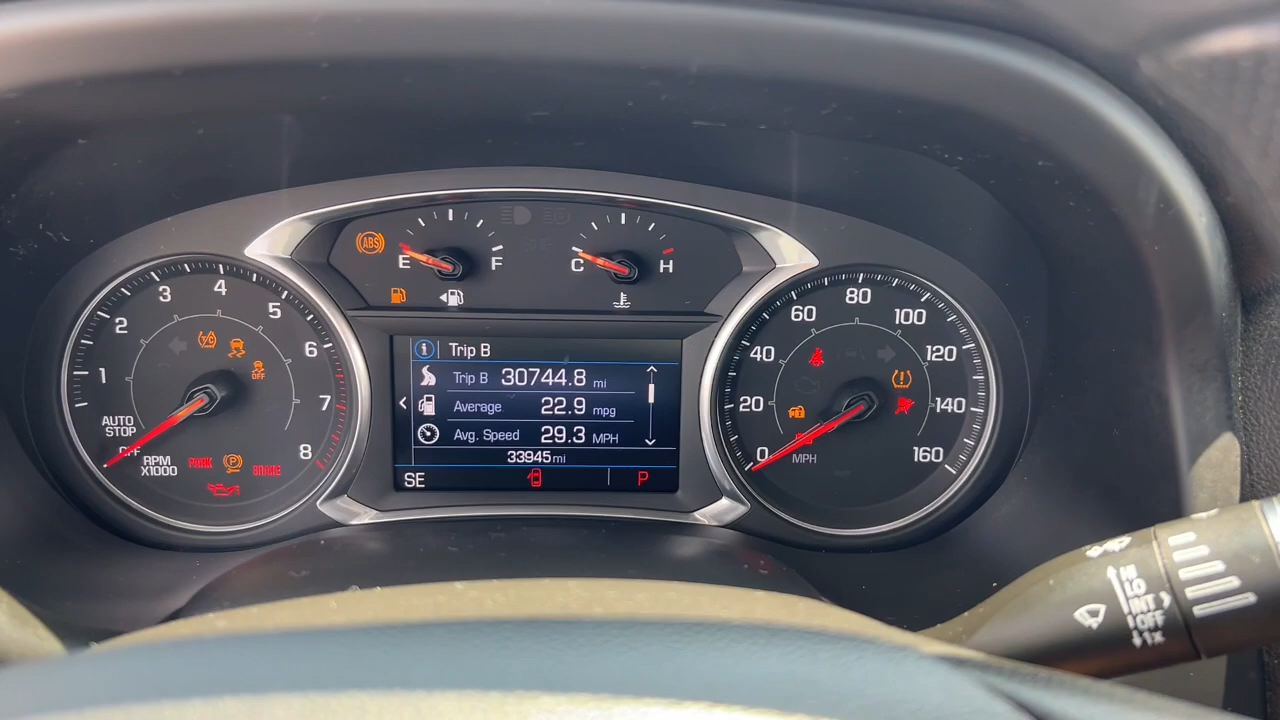 ABS
E F
C H
1 2 3 4 5 6 7 8
AUTO
STOP
OFF
RPM
X1000
T/C
OFF
PARK
P
BRAKE
i Trip B
Trip B 30744.8 mi
Average 22.9 mpg
Avg. Speed 29.3 MPH
33945 mi
SE P
0 20 40 60 80 100 120 140 160
MPH
HI
LO
INT
OFF
1X